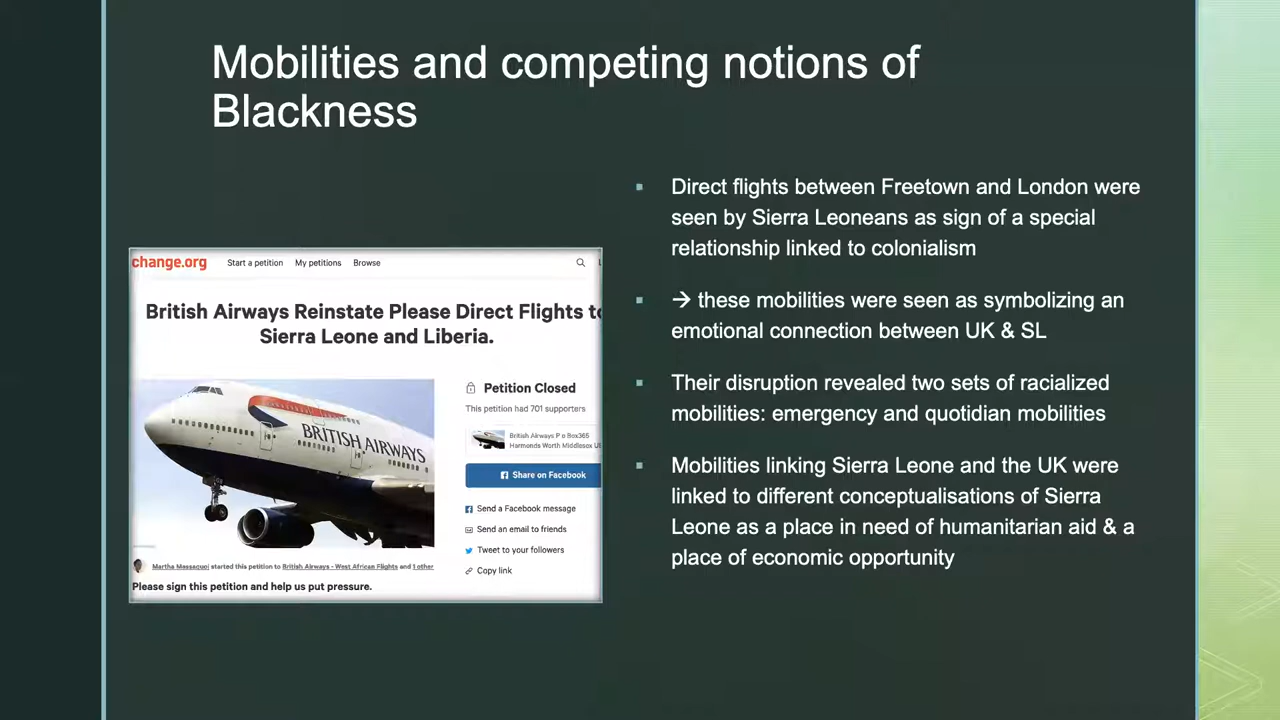 Mobilities and competing notions of
Blackness
change.org
Start a petition
My petitions
Browse
British Airways Reinstate Please Direct Flights to
Sierra Leone and Liberia.
BRITISH AIRWAYS
Petition Closed
This petition had 701 supporters
British Airways P o Box365
Harmonds Worth Middlesox
Share on Facebook
Send a Facebook message
Send an email to friends
Tweet to your followers
Copy link
Martha Massaquoi started this petition to British Airways - West African Flights and 1 other
Please sign this petition and help us put pressure.
▪ Direct flights between Freetown and London were
seen by Sierra Leoneans as sign of a special
relationship linked to colonialism
▪ → these mobilities were seen as symbolizing an
emotional connection between UK & SL
▪ Their disruption revealed two sets of racialized
mobilities: emergency and quotidian mobilities
▪ Mobilities linking Sierra Leone and the UK were
linked to different conceptualisations of Sierra
Leone as a place in need of humanitarian aid & a
place of economic opportunity